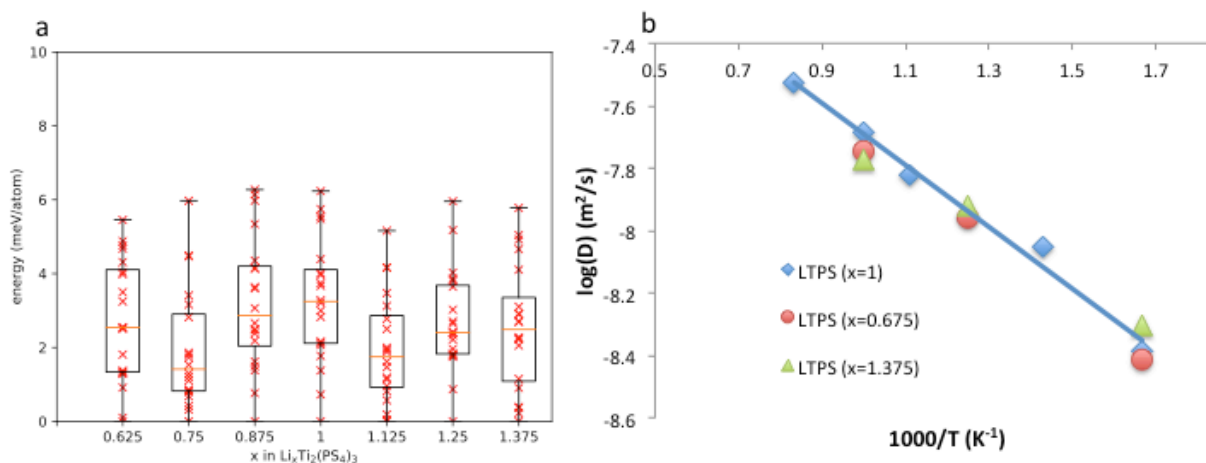 a
10
8
6
4
2
0
energy (meV/atom)
0.625 0.75 0.875 1 1.125 1.25 1.375
x in LiₓTi₂(PS₄)₃
b
-7.4
0.5 0.7 0.9 1.1 1.3 1.5 1.7
-7.6
-7.8
-8
-8.2
-8.4
-8.6
log(D) (m²/s)
LTPS (x=1)
LTPS (x=0.675)
LTPS (x=1.375)
1000/T (K⁻¹)